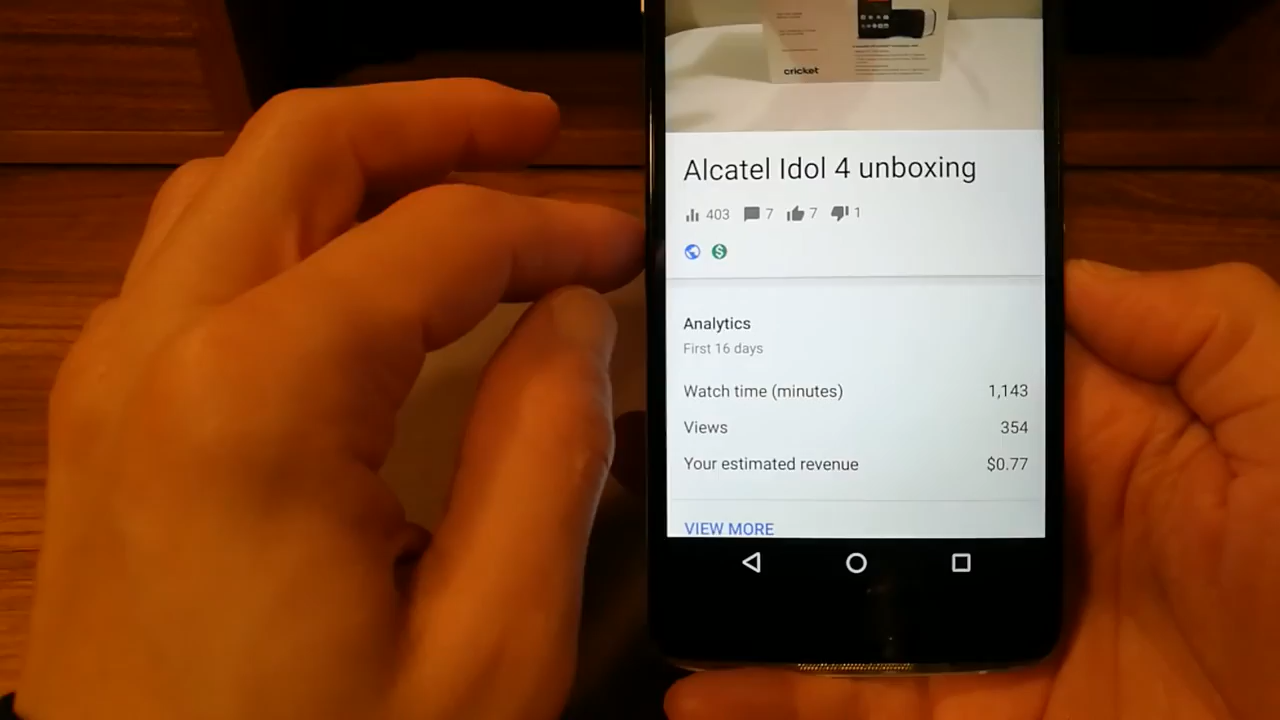 cricket
Alcatel Idol 4 unboxing
403 7 7 1
Analytics
First 16 days
Watch time (minutes) 1,143
Views 354
Your estimated revenue $0.77
VIEW MORE